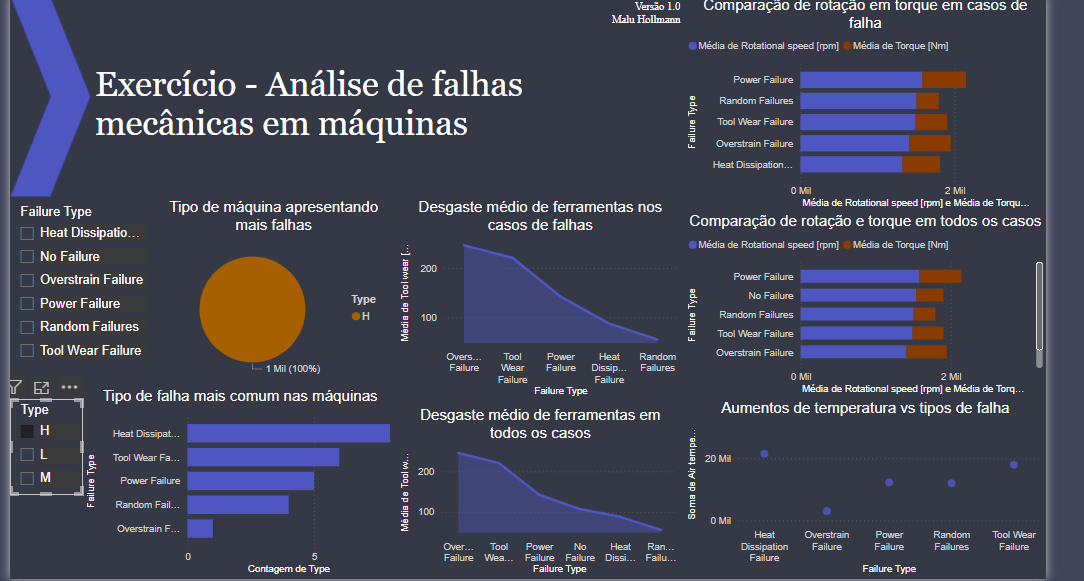 Versão 1.0
Malu Hollmann
Exercício - Análise de falhas
mecânicas em máquinas
Failure Type
Heat Dissipatio...
No Failure
Overstrain Failure
Power Failure
Random Failures
Tool Wear Failure
Type
H
L
M
Tipo de máquina apresentando
mais falhas
Type
H
1 Mil (100%)
Tipo de falha mais comum nas máquinas
Failure Type
Heat Dissipat...
Tool Wear Fa...
Power Failure
Random Fail...
Overstrain F...
0
5
Contagem de Type
Desgaste médio de ferramentas nos
casos de falhas
Média de Tool wear [...
200
100
Overs...
Failure
Tool
Wear
Failure
Power
Failure
Heat
Dissip...
Failure
Random
Failures
Failure Type
Desgaste médio de ferramentas em
todos os casos
Média de Tool w...
200
100
Over...
Failure
Tool
Wea...
Power
Failure
No
Failure
Heat
Dissi...
Ran...
Failu...
Failure Type
Comparação de rotação em torque em casos de
falha
Média de Rotational speed [rpm]
Média de Torque [Nm]
Failure Type
Power Failure
Random Failures
Tool Wear Failure
Overstrain Failure
Heat Dissipation...
0 Mil
2 Mil
Média de Rotational speed [rpm] e Média de Torqu...
Comparação de rotação e torque em todos os casos
Média de Rotational speed [rpm]
Média de Torque [Nm]
Failure Type
Power Failure
No Failure
Random Failures
Tool Wear Failure
Overstrain Failure
0 Mil
2 Mil
Média de Rotational speed [rpm] e Média de Torq...
Aumentos de temperatura vs tipos de falha
Soma de Air tempe...
20 Mil
0 Mil
Heat
Dissipation
Failure
Overstrain
Failure
Power
Failure
Random
Failures
Tool Wear
Failure
Failure Type